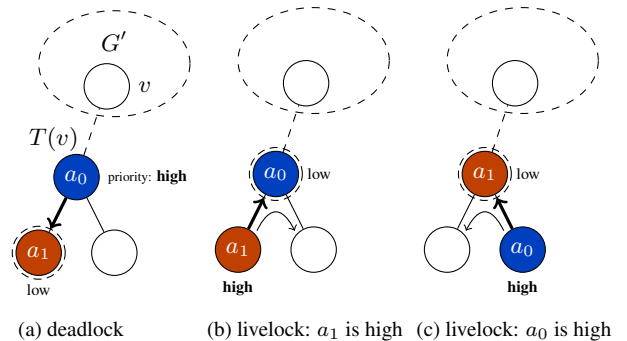 G′
v
T(v)
a₀
priority: high
a₁
low
a₀
low
a₁
high
a₁
low
a₀
high
(a) deadlock
(b) livelock: a₁ is high
(c) livelock: a₀ is high